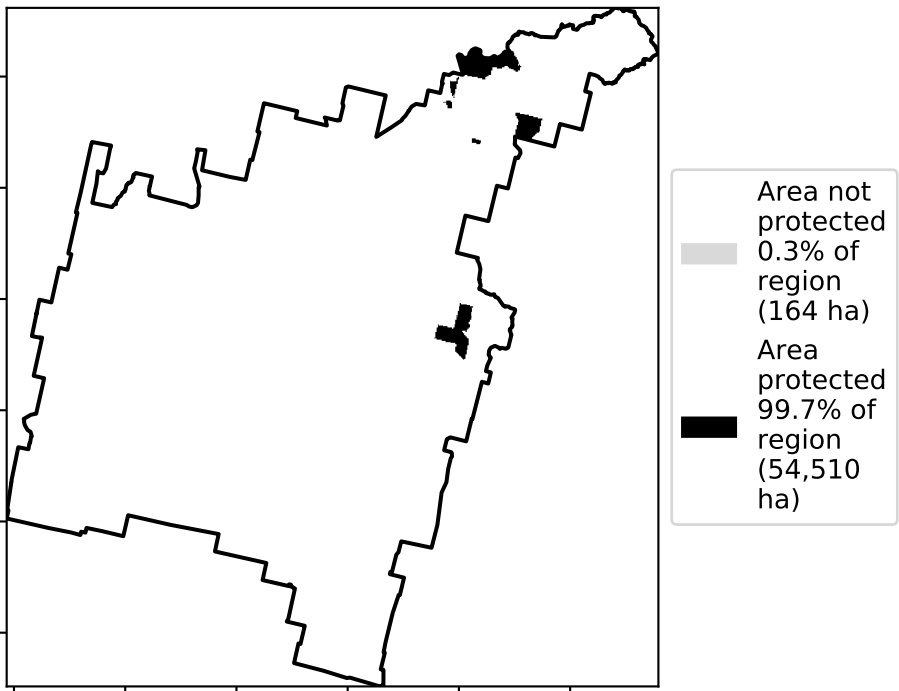 Area not
protected
0.3% of
region
(164 ha)
Area
protected
99.7% of
region
(54,510
ha)